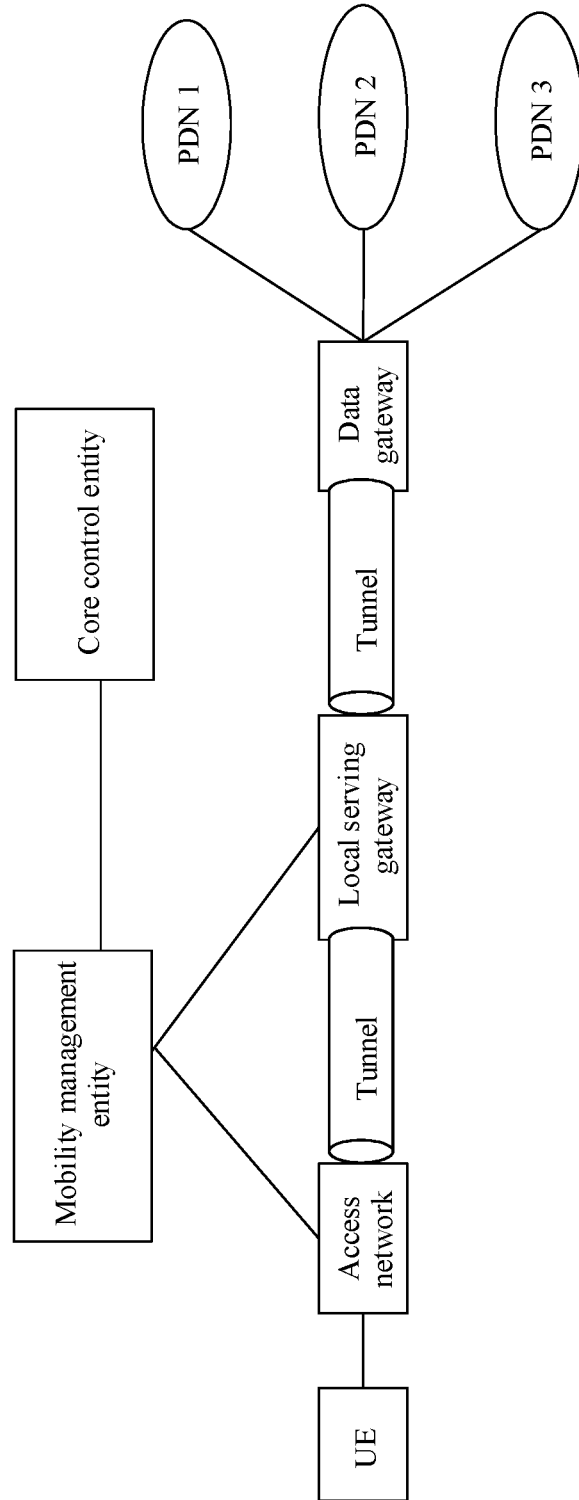 Mobility management
entity
Core control entity
UE
Access
network
Tunnel
Local serving
gateway
Tunnel
Data
gateway
PDN 1
PDN 2
PDN 3